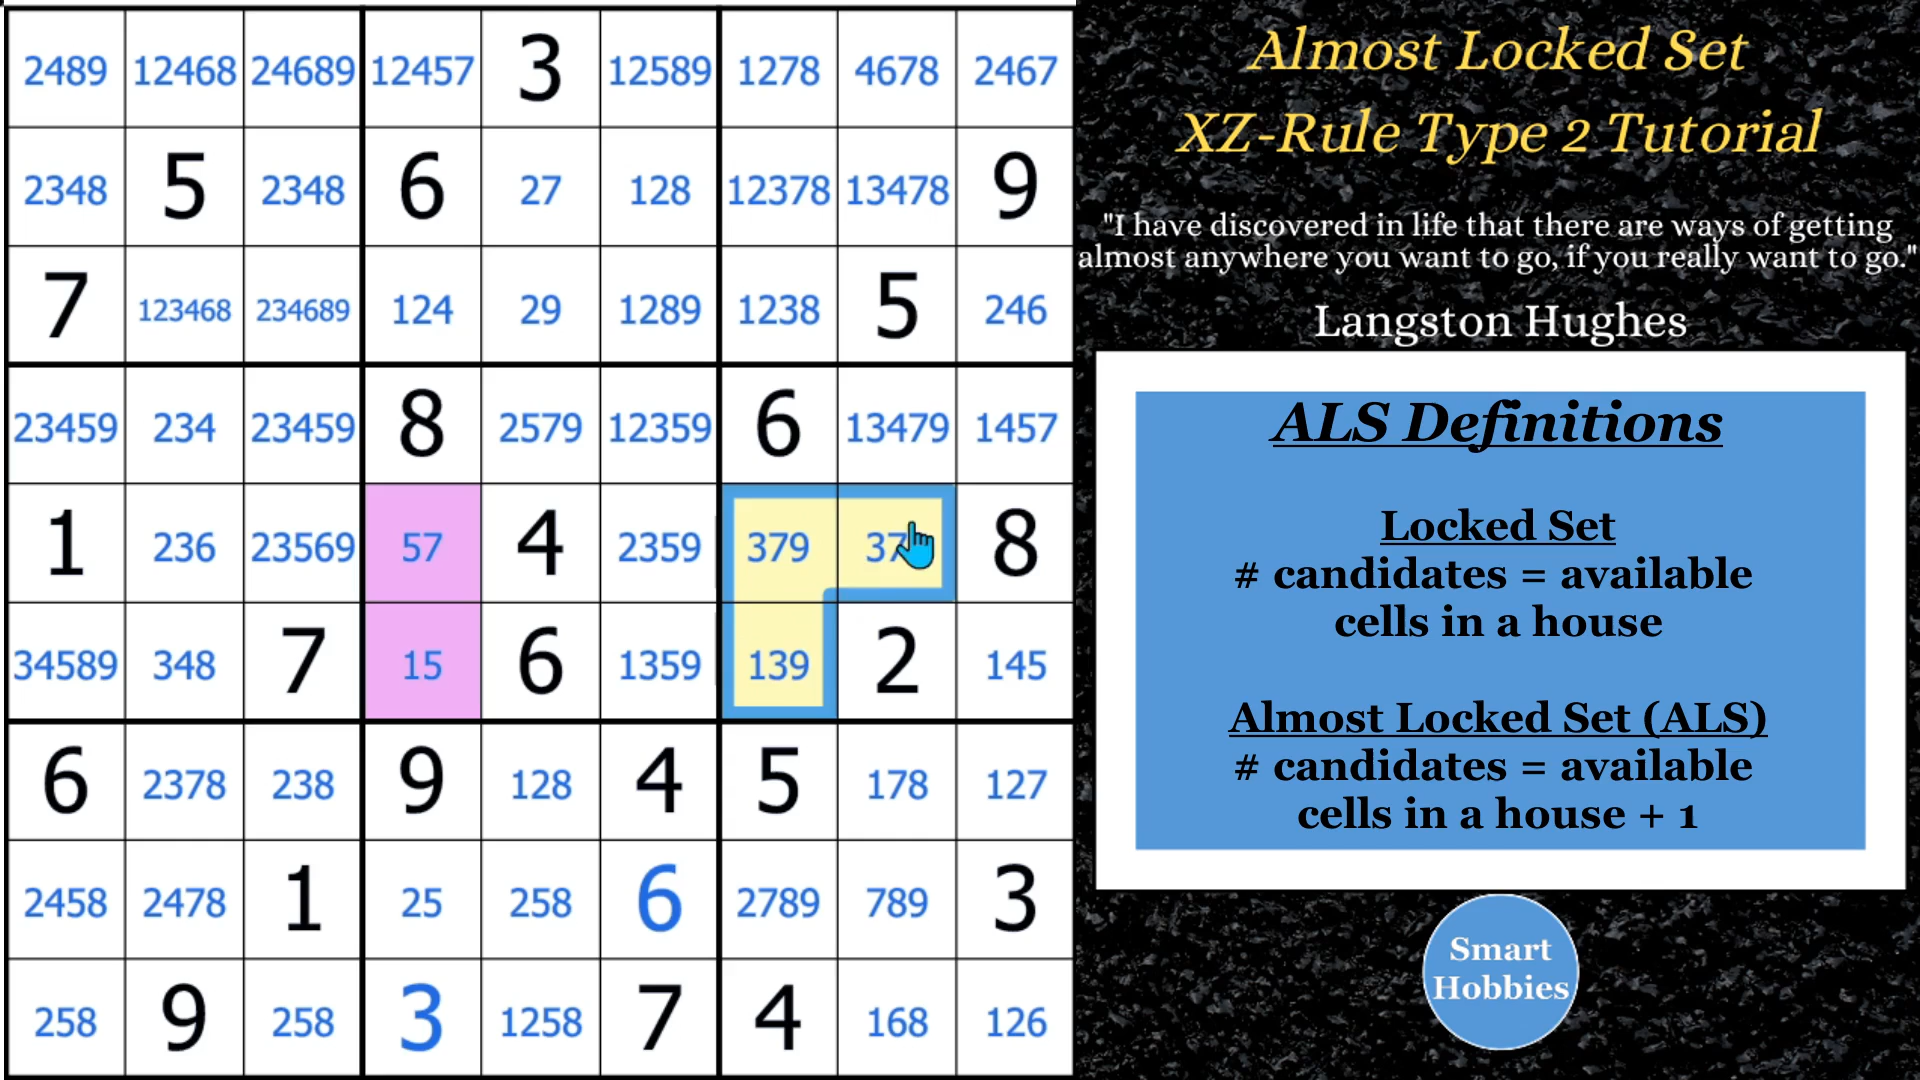 2489 12468 24689 12457 3 12589 1278 4678 2467
2348 5 2348 6 27 128 12378 13478 9
7 123468 234689 124 29 1289 1238 5 246
23459 234 23459 8 2579 12359 6 13479 1457
1 236 23569 57 4 2359 379 8
34589 348 7 15 6 1359 139 2 145
6 2378 238 9 128 4 5 178 127
2458 2478 1 25 258 6 2789 789 3
258 9 258 3 1258 7 4 168 126
Almost Locked Set
XZ-Rule Type 2 Tutorial
"I have discovered in life that there are ways of getting
almost anywhere you want to go, if you really want to go."
Langston Hughes
ALS Definitions
Locked Set
# candidates = available
cells in a house
Almost Locked Set (ALS)
# candidates = available
cells in a house + 1
Smart
Hobbies